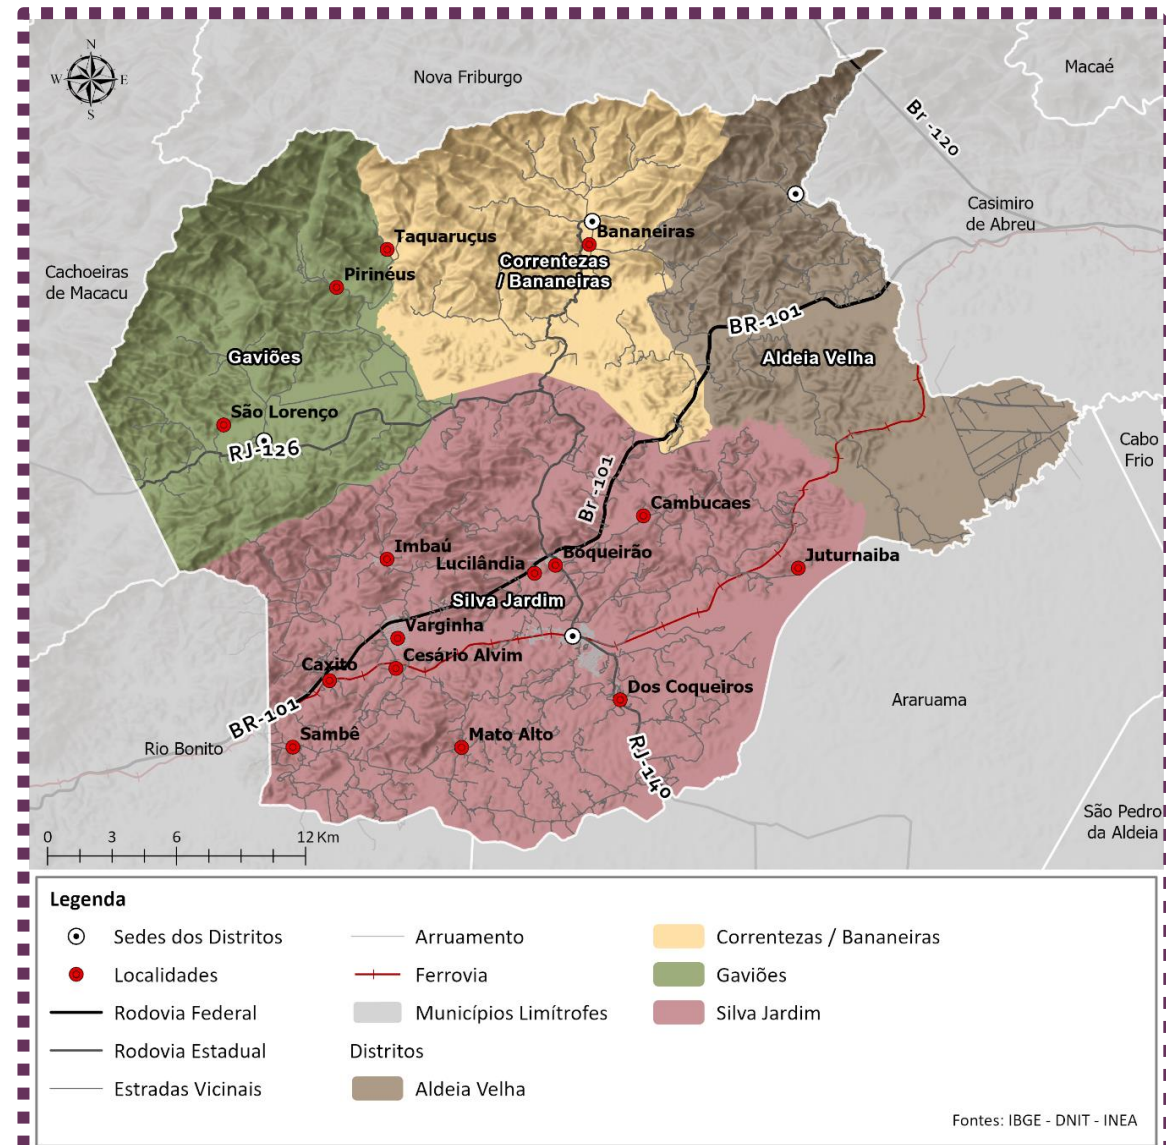 N
W E
S
Nova Friburgo
Macaé
Br -120
Casimiro
de Abreu
Cachoeiras
de Macacu
Taquaruçus
Bananeiras
Correntezas
/ Bananeiras
Pirinéus
BR-101
Gaviões
Aldeia Velha
São Lorenço
RJ-126
Cabo
Frio
Br -101
Cambucaes
Imbaú
Lucilândia
Boqueirão
Juturnaiba
Silva Jardim
Varginha
Caxito
Cesário Alvim
Dos Coqueiros
Araruama
BR-101
Sambê
Mato Alto
Rio Bonito
RJ-140
São Pedro
da Aldeia
0 3 6 12 Km
Legenda
Sedes dos Distritos
Localidades
Rodovia Federal
Rodovia Estadual
Estradas Vicinais
Arruamento
Ferrovia
Municípios Limítrofes
Distritos
Aldeia Velha
Correntezas / Bananeiras
Gaviões
Silva Jardim
Fontes: IBGE - DNIT - INEA